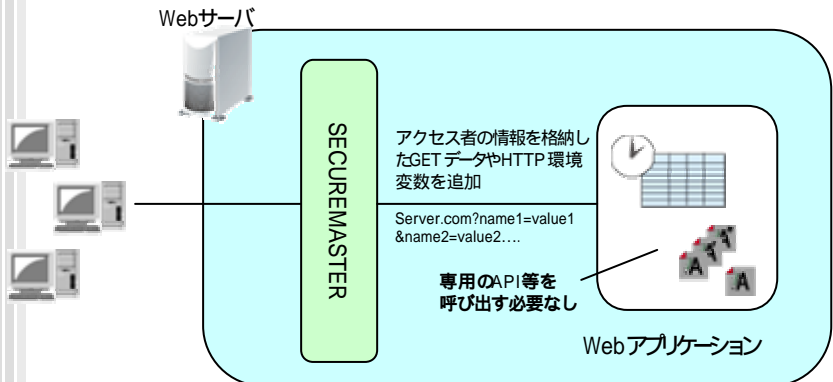 Webサーバ
SECUREMASTER
アクセス者の情報を格納し
たGETデータやHTTP環境
変数を追加
Server.com?name1=value1
&name2=value2….
専用のAPI等を
呼び出す必要なし
Webアプリケーション